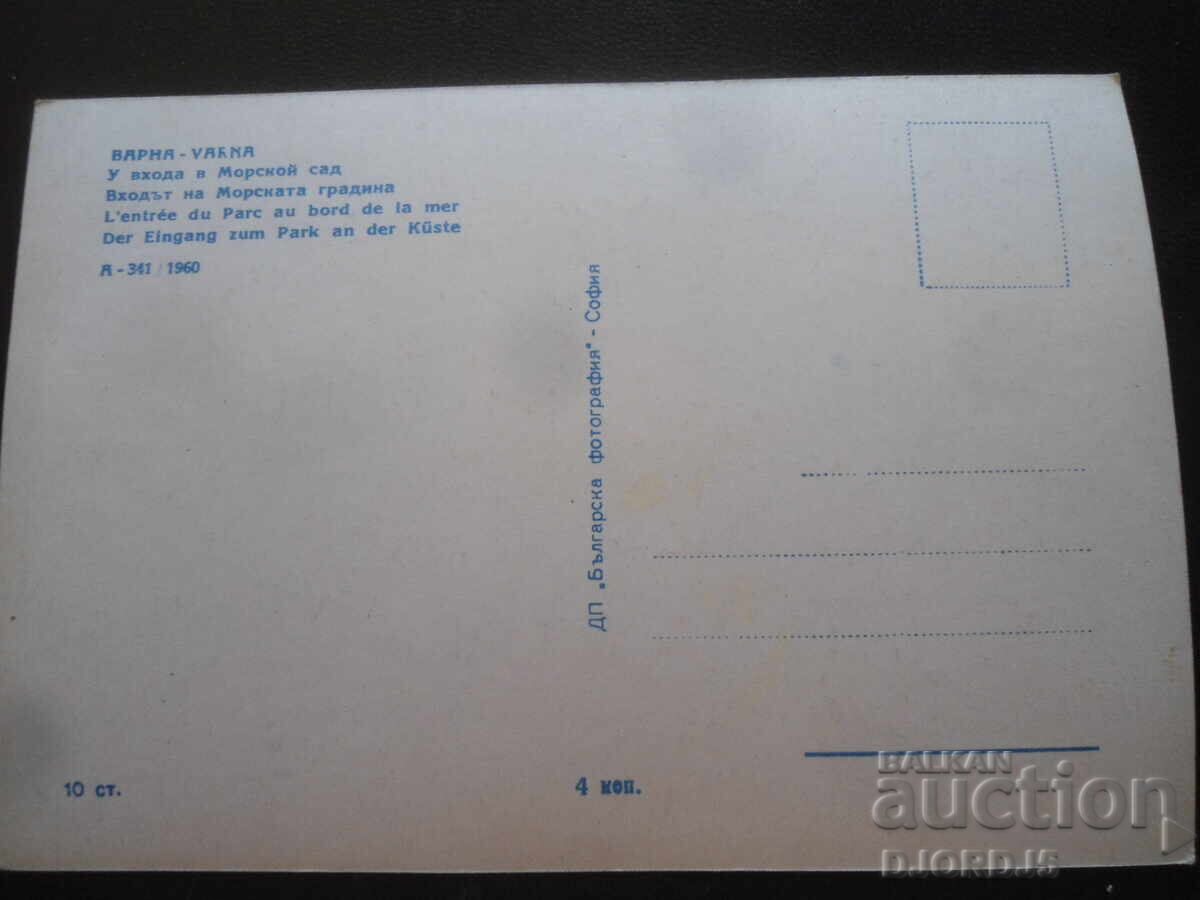 ВАРНА - VARNA
У входа в Морской сад
Входът на Морската градина
L'entrée du Parc au bord de la mer
Der Eingang zum Park an der Küste
А - 341 / 1960
ДП „Българска фотография" - София
10 ст.
4 коп.
BALKAN
auction
DJORDJ5